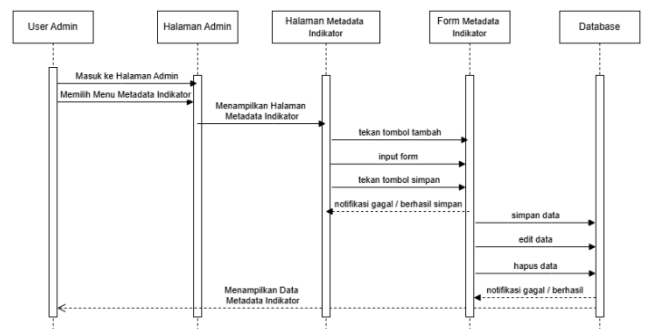 User Admin
Halaman Admin
Halaman Metadata
Indikator
Form Metadata
Indikator
Database
Masuk ke Halaman Admin
Memilih Menu Metadata Indikator
Menampilkan Halaman
Metadata Indikator
tekan tombol tambah
input form
tekan tombol simpan
notifikasi gagal / berhasil simpan
simpan data
edit data
hapus data
notifikasi gagal / berhasil
Menampilkan Data
Metadata Indikator